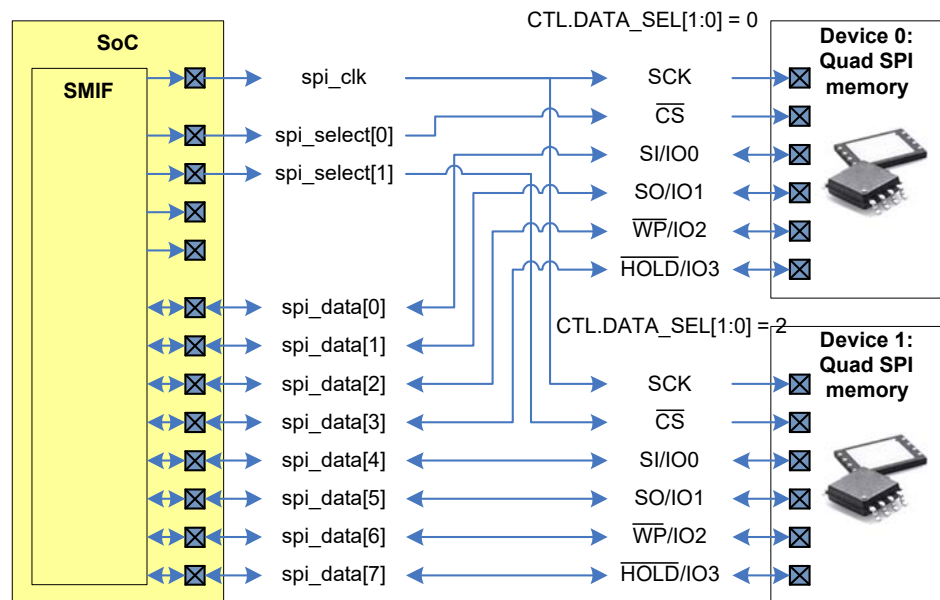 CTL.DATA_SEL[1:0] = 0
SoC
SMIF
spi_clk
spi_select[0]
spi_select[1]
spi_data[0]
spi_data[1]
spi_data[2]
spi_data[3]
spi_data[4]
spi_data[5]
spi_data[6]
spi_data[7]
SCK
CS
SI/IO0
SO/IO1
WP/IO2
HOLD/IO3
Device 0:
Quad SPI
memory
CTL.DATA_SEL[1:0] = 2
SCK
CS
SI/IO0
SO/IO1
WP/IO2
HOLD/IO3
Device 1:
Quad SPI
memory